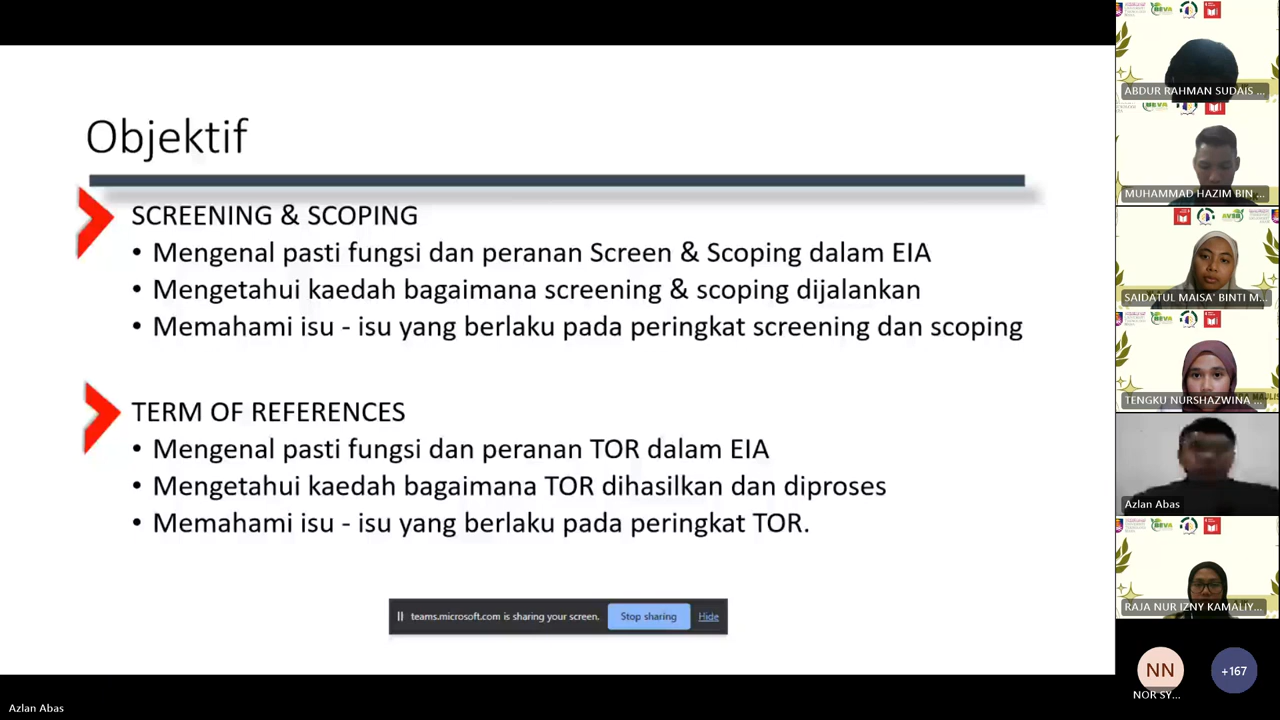 Objektif
SCREENING & SCOPING
• Mengenal pasti fungsi dan peranan Screen & Scoping dalam EIA
• Mengetahui kaedah bagaimana screening & scoping dijalankan
• Memahami isu - isu yang berlaku pada peringkat screening dan scoping
TERM OF REFERENCES
• Mengenal pasti fungsi dan peranan TOR dalam EIA
• Mengetahui kaedah bagaimana TOR dihasilkan dan diproses
• Memahami isu - isu yang berlaku pada peringkat TOR.
teams.microsoft.com is sharing your screen.
Stop sharing
Hide
Azlan Abas
BEVA
ABDUR RAHMAN SUDAIS ...
BEVA
MUHAMMAD HAZIM BIN ...
SAIDATUL MAISA' BINTI M...
BEVA
TENGKU NURSHAZWINA ...
Azlan Abas
BEVA
RAJA NUR IZNY KAMALIY...
NN
NOR SY...
+167